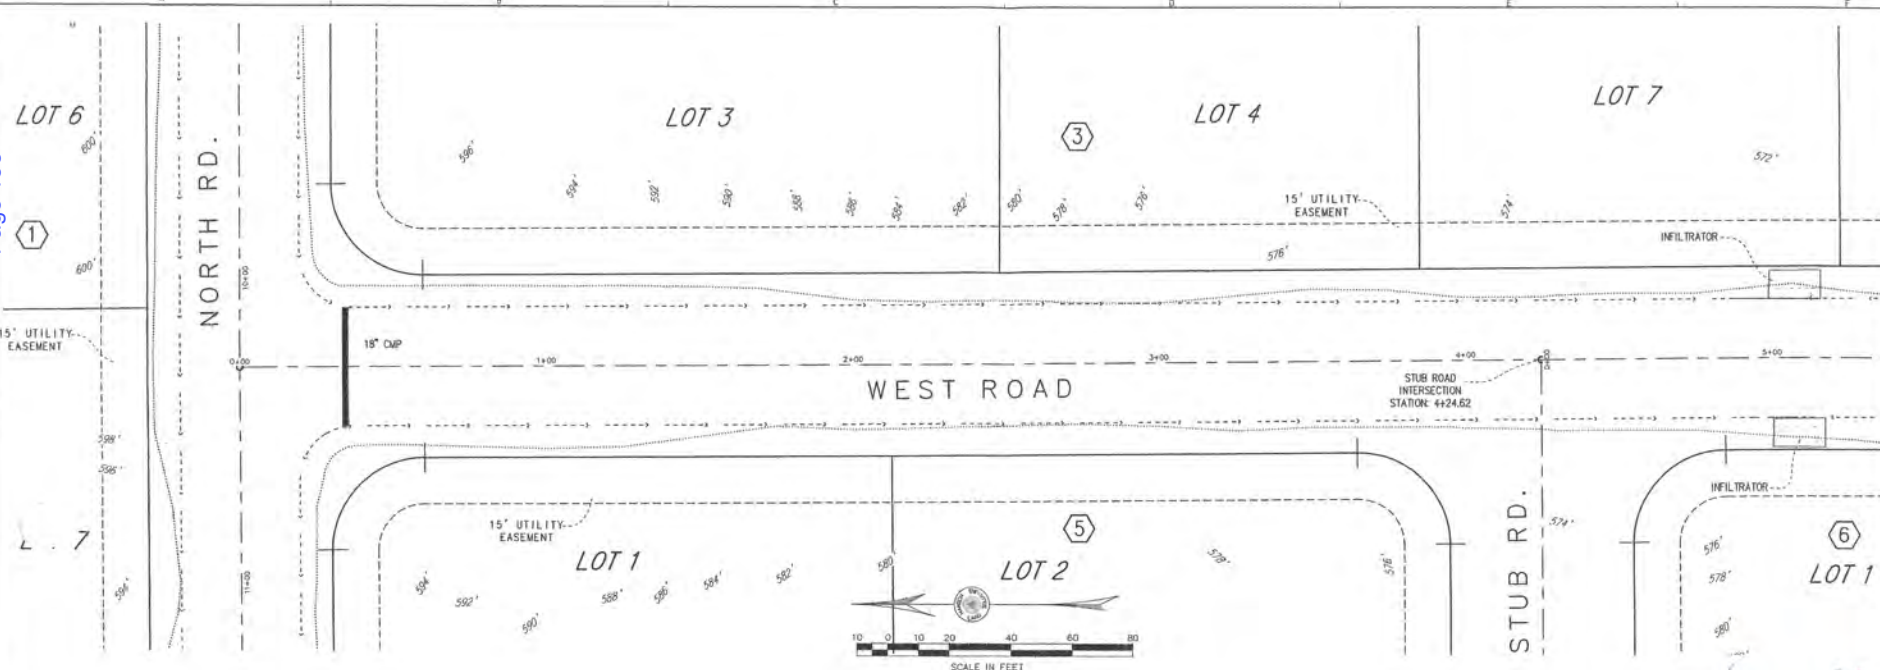 LOT 6
600'
1
600'
15' UTILITY
EASEMENT
598'
596'
7
594'
NORTH RD.
10+00
11+00
LOT 3
596'
594'
592'
590'
588'
586'
584'
582'
580'
578'
576'
3
LOT 4
15' UTILITY
EASEMENT
576'
LOT 7
572'
574'
INFILTRATOR
18" CMP
0+00
1+00
2+00
3+00
4+00
0+00
5+00
WEST ROAD
STUB ROAD
INTERSECTION
STATION: 4+24.62
INFILTRATOR
15' UTILITY
EASEMENT
LOT 1
594'
592'
590'
588'
586'
584'
582'
580'
5
LOT 2
578'
576'
STUB RD.
574'
576'
578'
580'
6
LOT 1
10 0 10 20 40 60 80
SCALE IN FEET